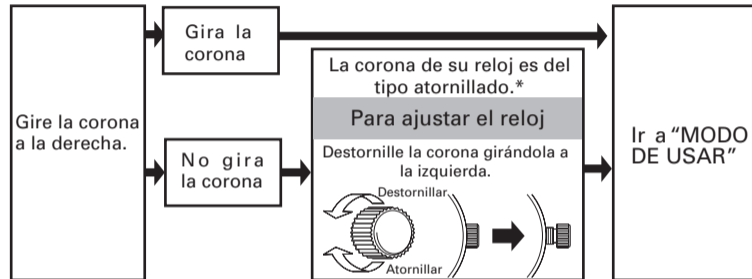 Gire la corona
a la derecha.
Gira la
corona
No gira
la corona
La corona de su reloj es del
tipo atornillado.*
Para ajustar el reloj
Destornille la corona girándola a
la izquierda.
Destornillar
Atornillar
Ir a “MODO
DE USAR”